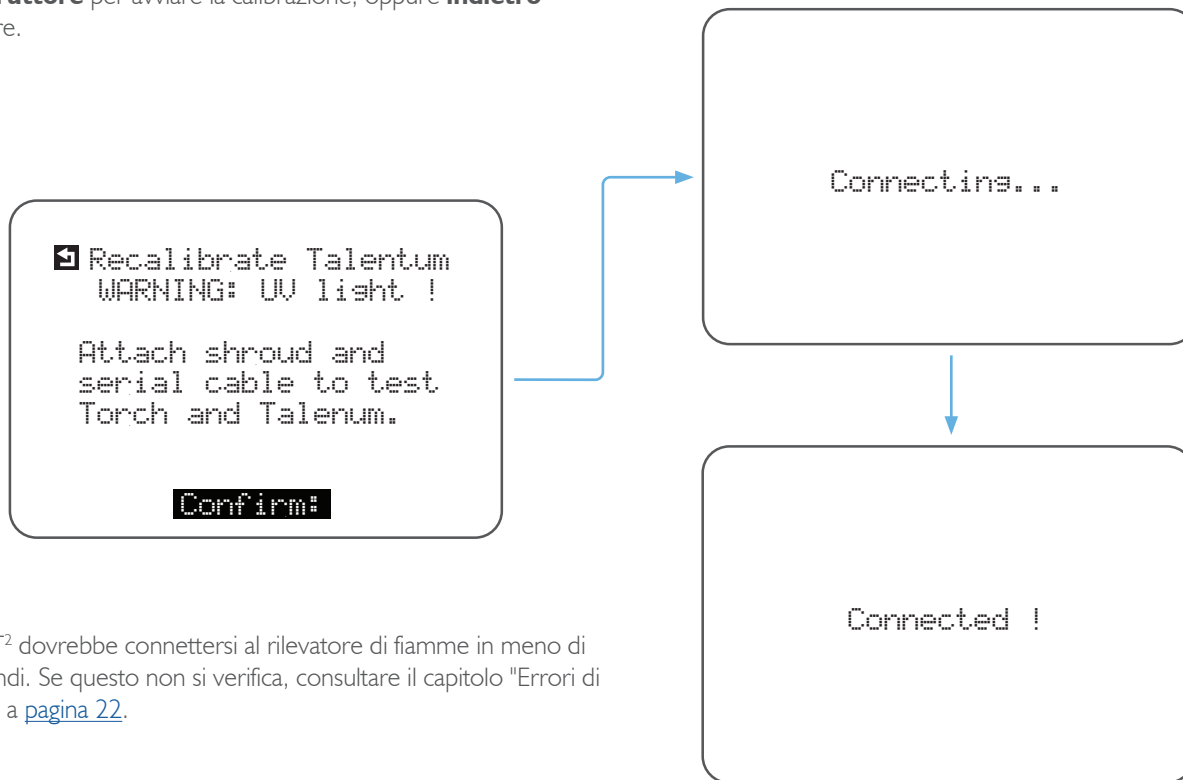 per avviare la calibrazione, oppure indietro
re.
Recalibrate Talentum
WARNING: UV light !
Attach shroud and
serial cable to test
Torch and Talenum.
Confirm:
Connecting...
Connected !
T² dovrebbe connettersi al rilevatore di fiamme in meno di
ndi. Se questo non si verifica, consultare il capitolo "Errori di
a pagina 22.